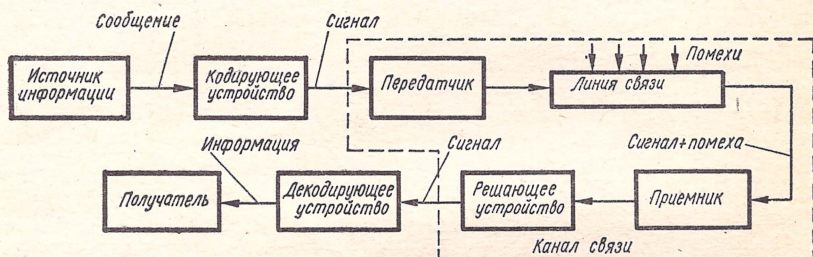 Сообщение
Сигнал
Помехи
Источник
информации
Кодирующее
устройство
Передатчик
Линия связи
Информация
Сигнал
Сигнал+помеха
Получатель
Декодирующее
устройство
Решающее
устройство
Приемник
Канал связи